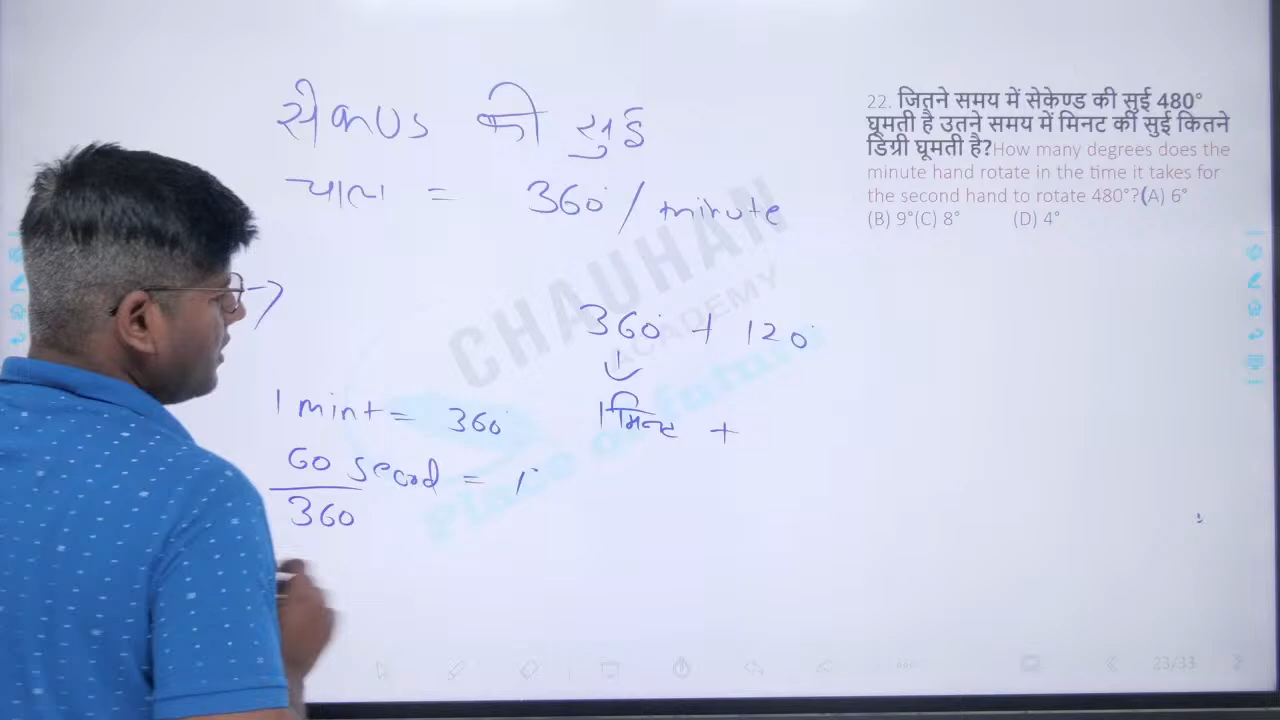 सेकण्ड की सुई
चाल = 360° / minute
360° + 120°
↓
1 मिनट +
1 mint = 360°
60 second = 1°
360
22. जितने समय में सेकेण्ड की सुई 480°
घूमती है उतने समय में मिनट की सुई कितने
डिग्री घूमती है?How many degrees does the
minute hand rotate in the time it takes for
the second hand to rotate 480°?(A) 6°
(B) 9°(C) 8° (D) 4°
CHAUHAN
ACADEMY
Place of future
23/33